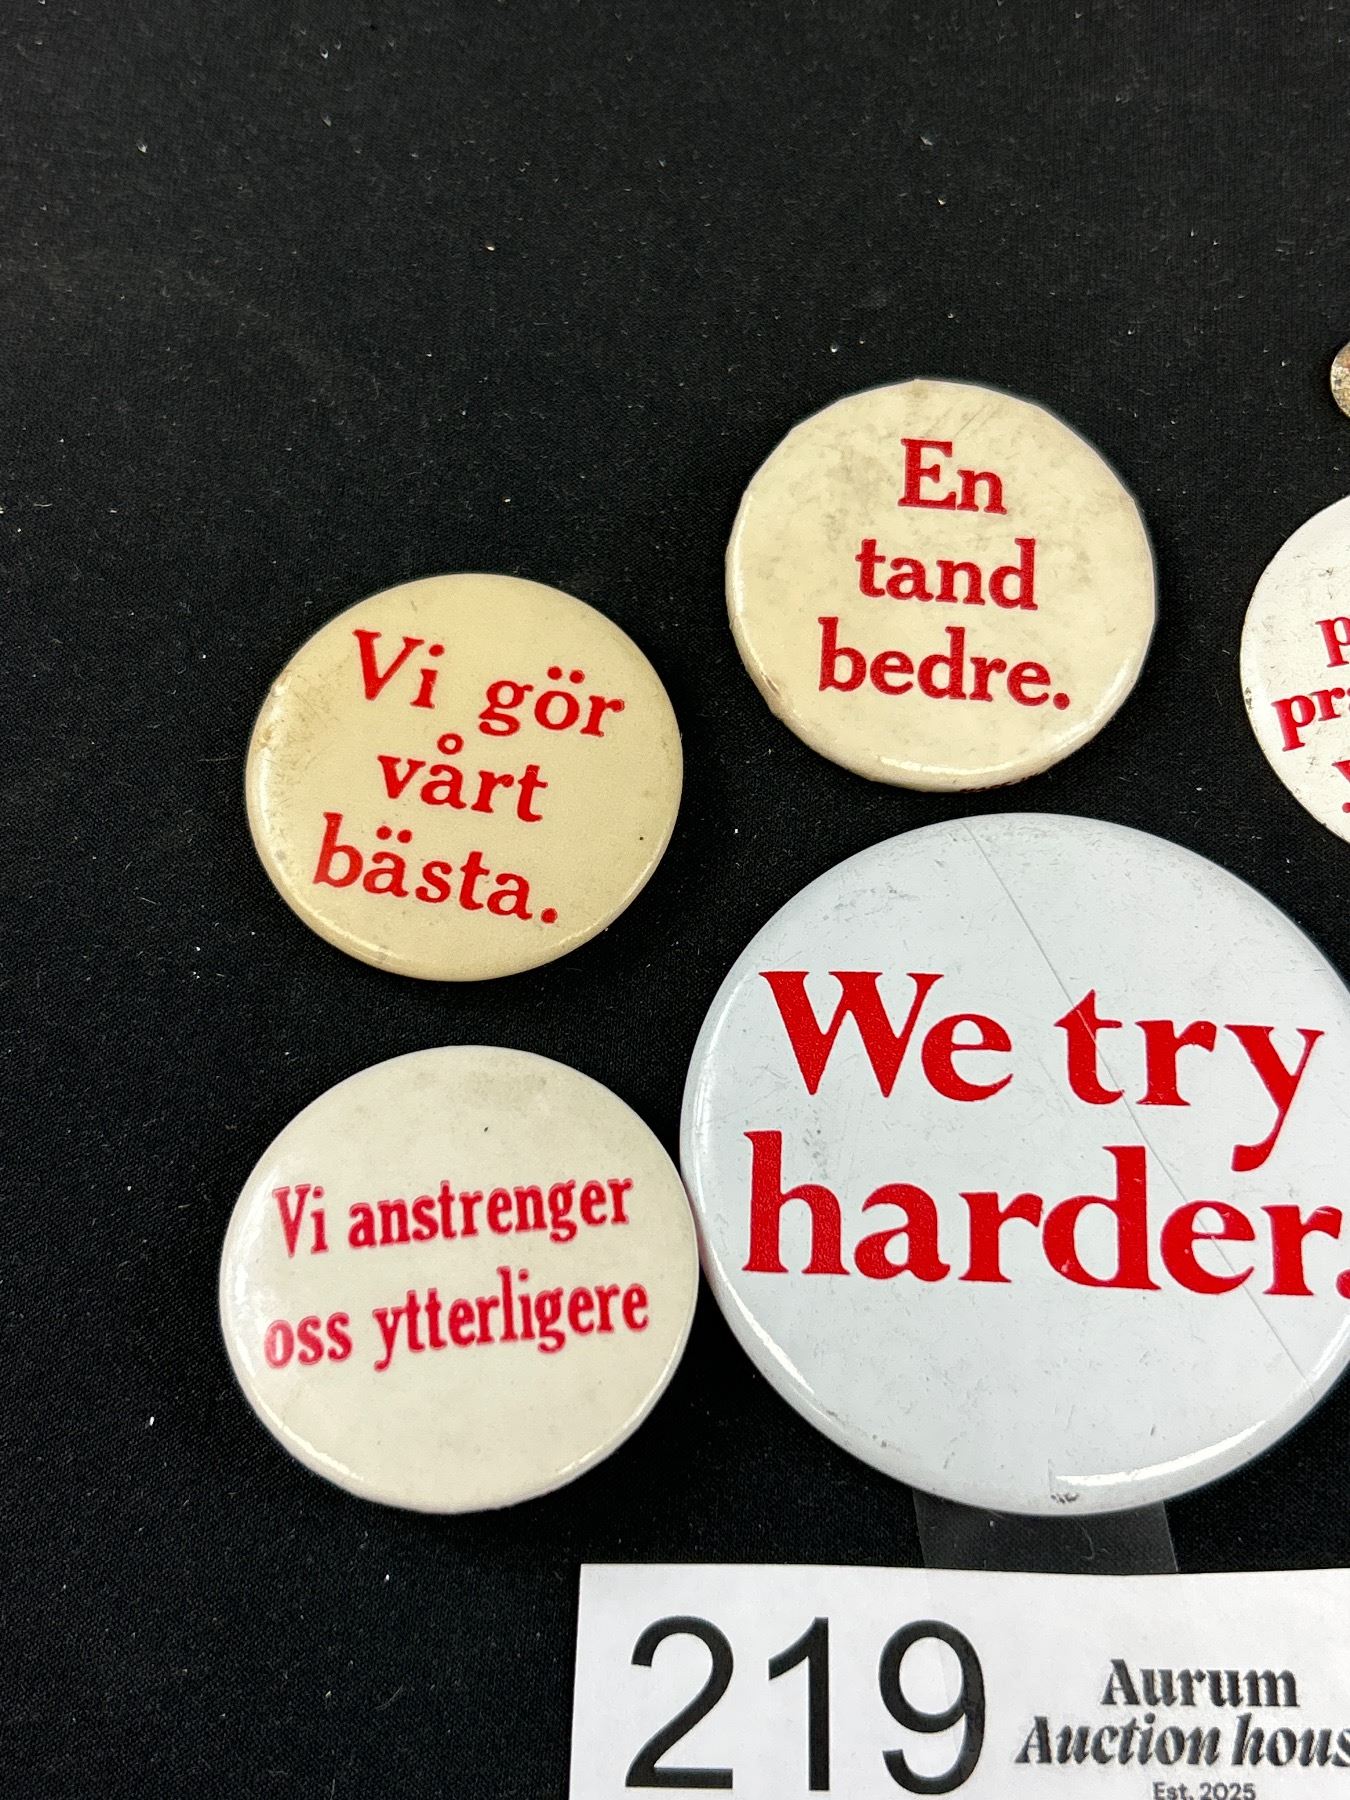 En
tand
bedre.
Vi gör
vårt
bästa.
We try
harder.
Vi anstrenger
oss ytterligere
219
Aurum
Auction
Est. 2025